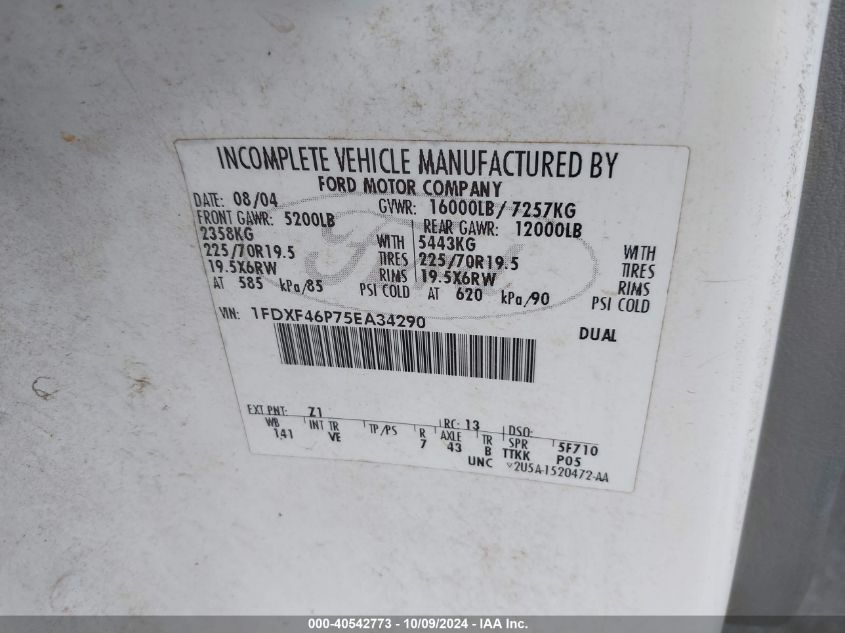 INCOMPLETE VEHICLE MANUFACTURED BY
FORD MOTOR COMPANY
DATE: 08/04 GVWR: 16000LB/ 7257KG
FRONT GAWR: 5200LB REAR GAWR: 12000LB
2358KG WITH 5443KG WITH
225/70R19.5 TIRES 225/70R19.5 TIRES
19.5X6RW RIMS 19.5X6RW RIMS
AT 585 kPa/85 PSI COLD AT 620 kPa/90 PSI COLD
VIN: 1FDXF46P75EA34290 DUAL
EXT PNT: Z1 RC: 13 DSO:
WB INT TR TP/PS R AXLE TR SPR 5F710
141 VE 7 43 B TTKK P05
UNC V2U5A-1520472-AA
000-40542773 - 10/09/2024 - IAA Inc.